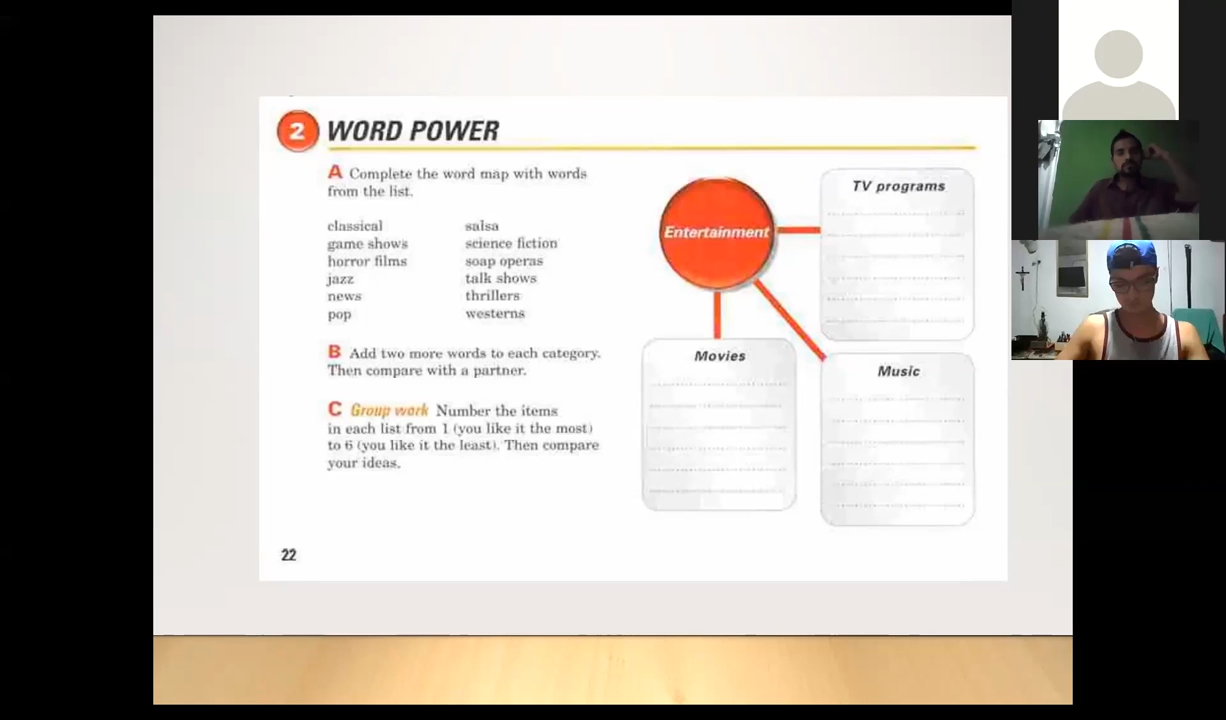 2 WORD POWER
A Complete the word map with words
from the list.
classical
game shows
horror films
jazz
news
pop
salsa
science fiction
soap operas
talk shows
thrillers
westerns
B Add two more words to each category.
Then compare with a partner.
C Group work Number the items
in each list from 1 (you like it the most)
to 6 (you like it the least). Then compare
your ideas.
Entertainment
TV programs
Movies
Music
22